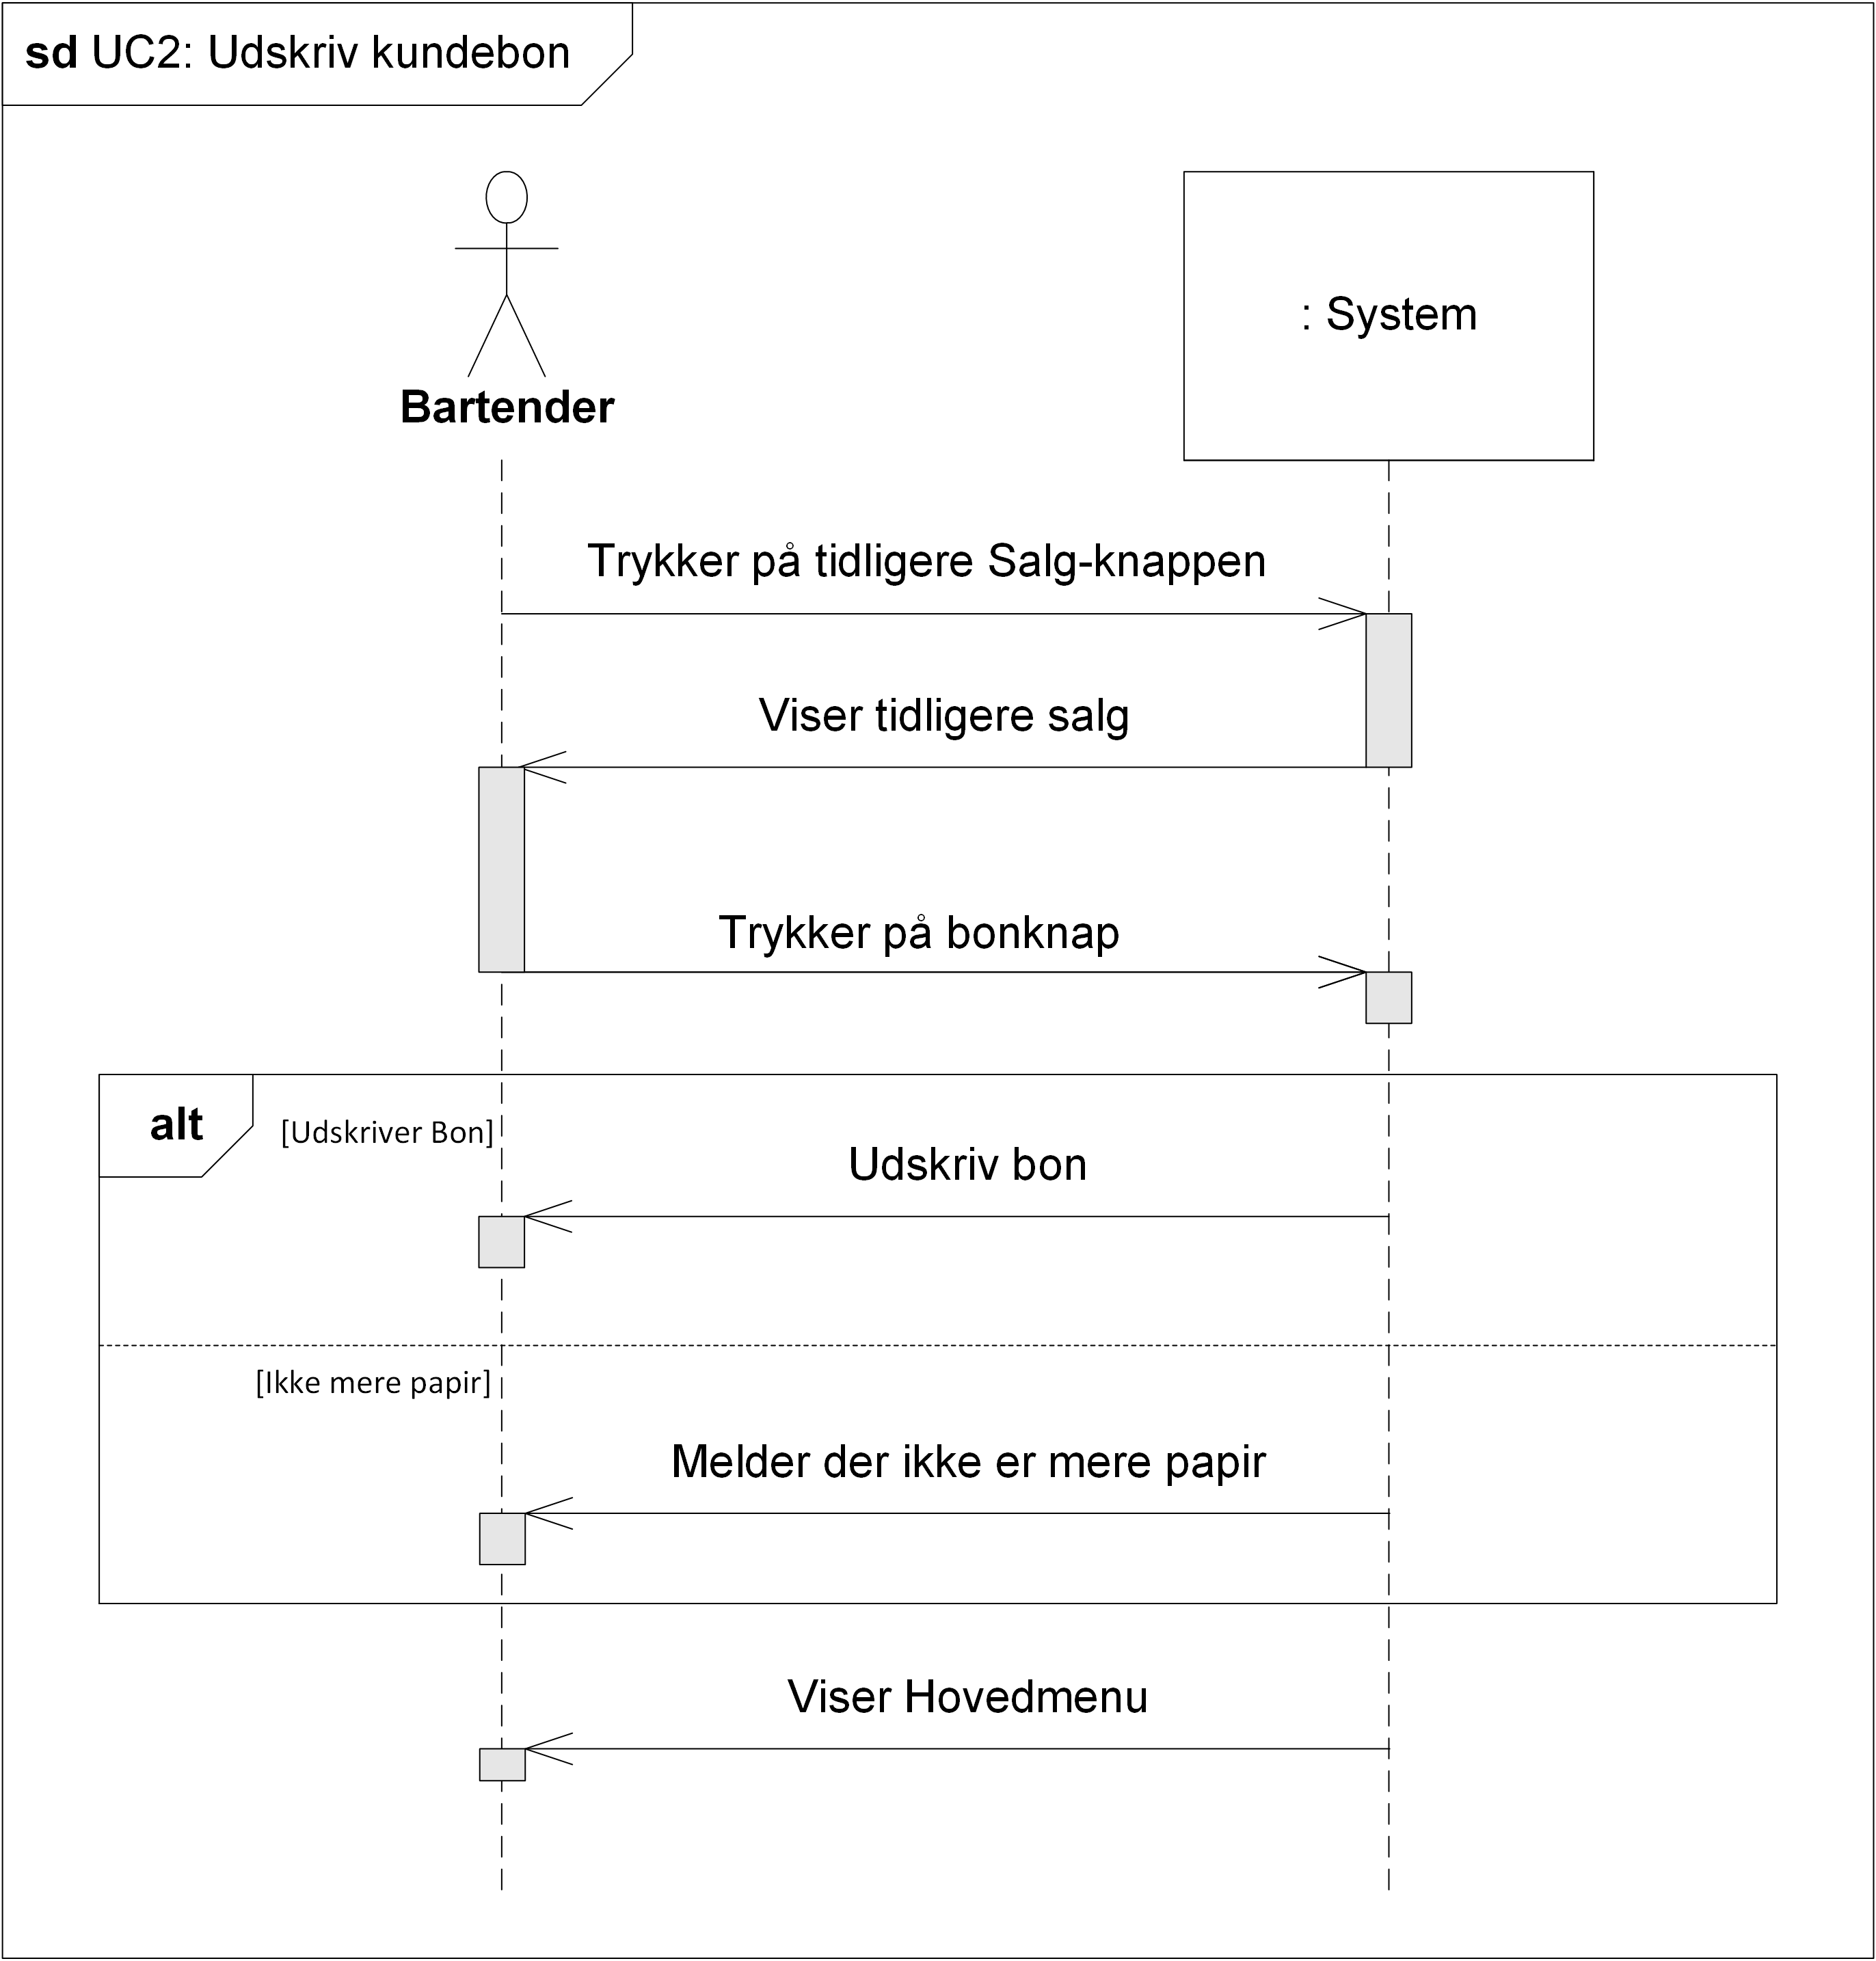 sd UC2: Udskriv kundebon
: System
Bartender
Trykker på tidligere Salg-knappen
Viser tidligere salg
Trykker på bonknap
alt
[Udskriver Bon]
Udskriv bon
[Ikke mere papir]
Melder der ikke er mere papir
Viser Hovedmenu